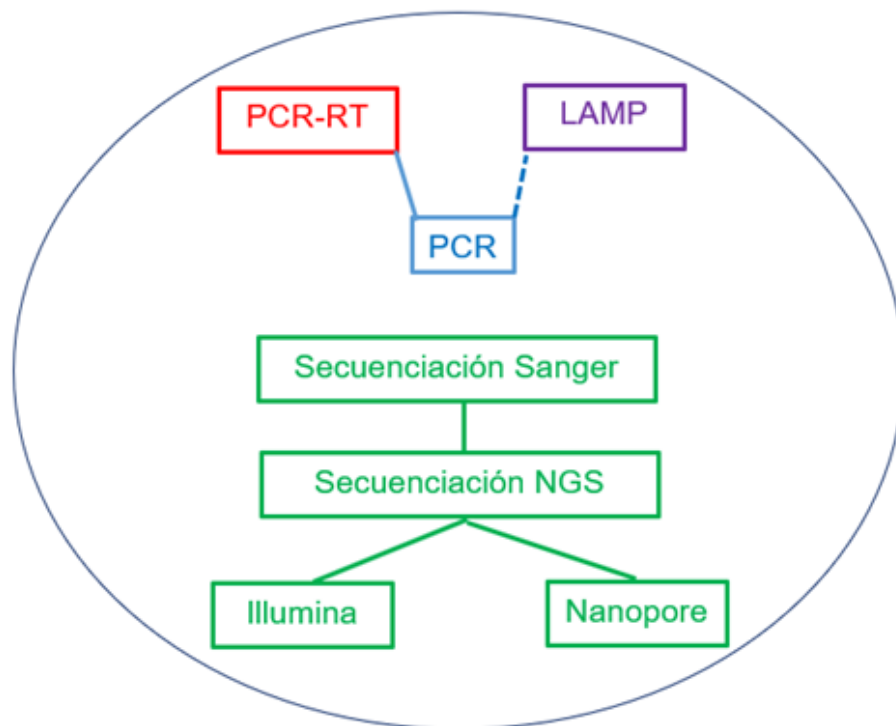 PCR-RT
LAMP
PCR
Secuenciación Sanger
Secuenciación NGS
Illumina
Nanopore